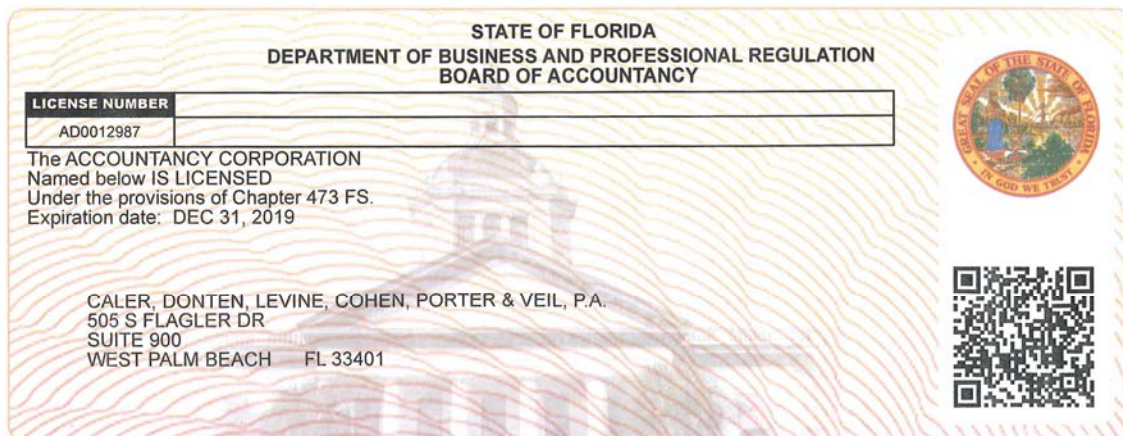 STATE OF FLORIDA
DEPARTMENT OF BUSINESS AND PROFESSIONAL REGULATION
BOARD OF ACCOUNTANCY
LICENSE NUMBER
AD0012987
The ACCOUNTANCY CORPORATION
Named below IS LICENSED
Under the provisions of Chapter 473 FS.
Expiration date: DEC 31, 2019
CALER, DONTEN, LEVINE, COHEN, PORTER & VEIL, P.A.
505 S FLAGLER DR
SUITE 900
WEST PALM BEACH FL 33401
GREAT SEAL OF THE STATE OF FLORIDA
IN GOD WE TRUST